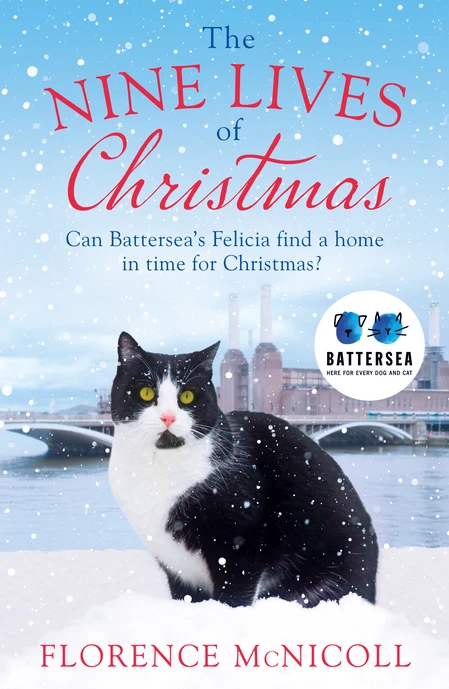 The
NINE LIVES
of
Christmas
Can Battersea's Felicia find a home
in time for Christmas?
BATTERSEA
HERE FOR EVERY DOG AND CAT
FLORENCE McNICOLL